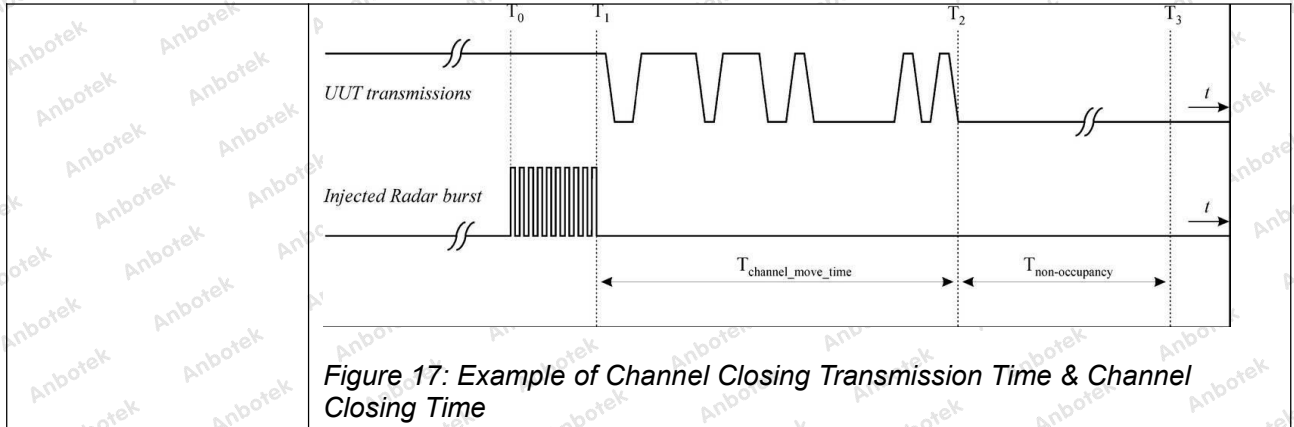 T0 T1 T2 T3
UUT transmissions
t
Injected Radar burst
t
Tchannel_move_time
Tnon-occupancy
Figure 17: Example of Channel Closing Transmission Time & Channel
Closing Time
Anbotek